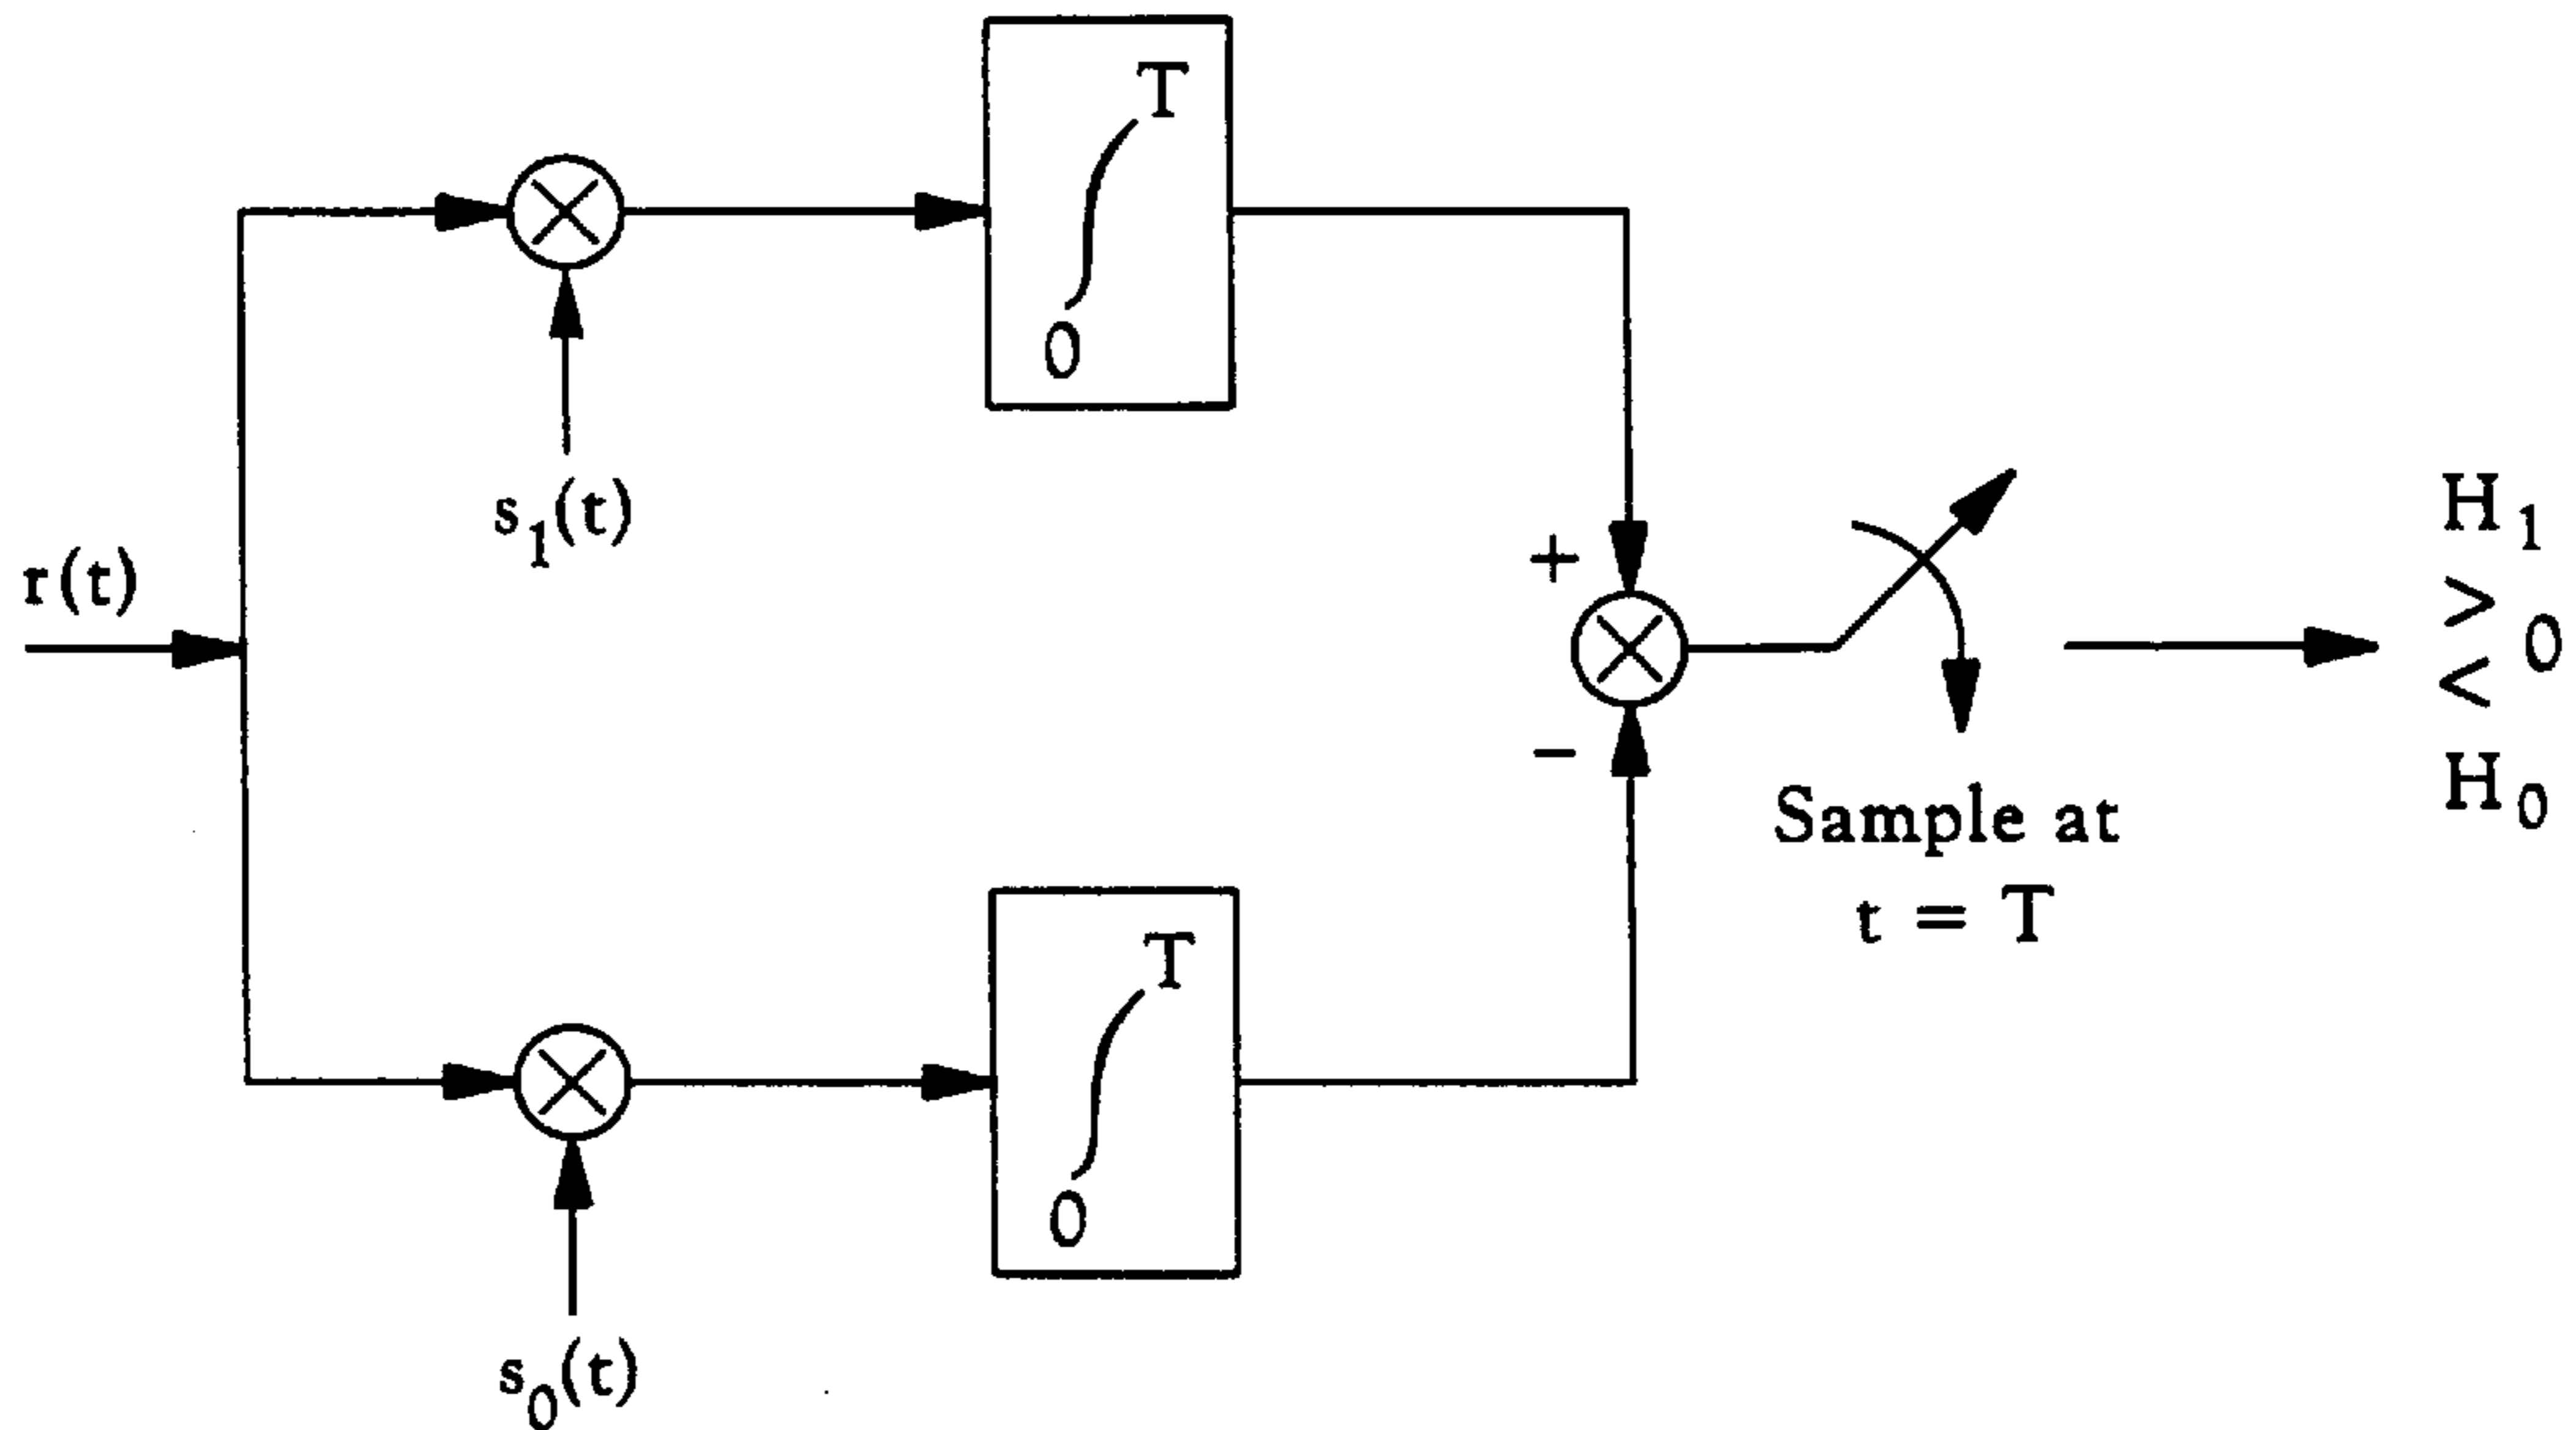 T
0
s1(t)
r(t)
+
−
H1
>
< 0
H0
Sample at
t = T
T
0
s0(t)